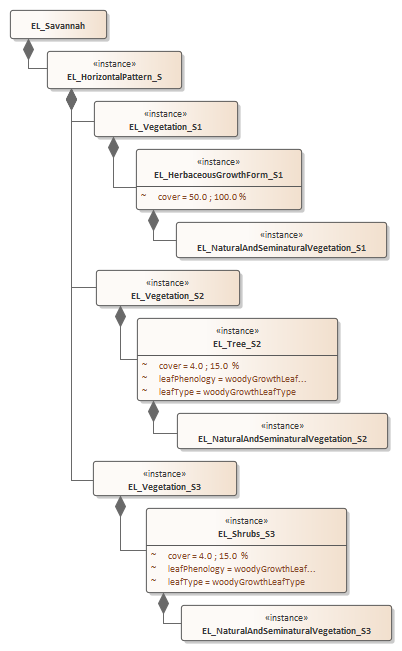 EL_Savannah
«instance»
EL_HorizontalPattern_S
«instance»
EL_Vegetation_S1
«instance»
EL_HerbaceousGrowthForm_S1
~ cover = 50.0 ; 100.0 %
«instance»
EL_NaturalAndSeminaturalVegetation_S1
«instance»
EL_Vegetation_S2
«instance»
EL_Tree_S2
~ cover = 4.0 ; 15.0 %
~ leafPhenology = woodyGrowthLeaf...
~ leafType = woodyGrowthLeafType
«instance»
EL_NaturalAndSeminaturalVegetation_S2
«instance»
EL_Vegetation_S3
«instance»
EL_Shrubs_S3
~ cover = 4.0 ; 15.0 %
~ leafPhenology = woodyGrowthLeaf...
~ leafType = woodyGrowthLeafType
«instance»
EL_NaturalAndSeminaturalVegetation_S3